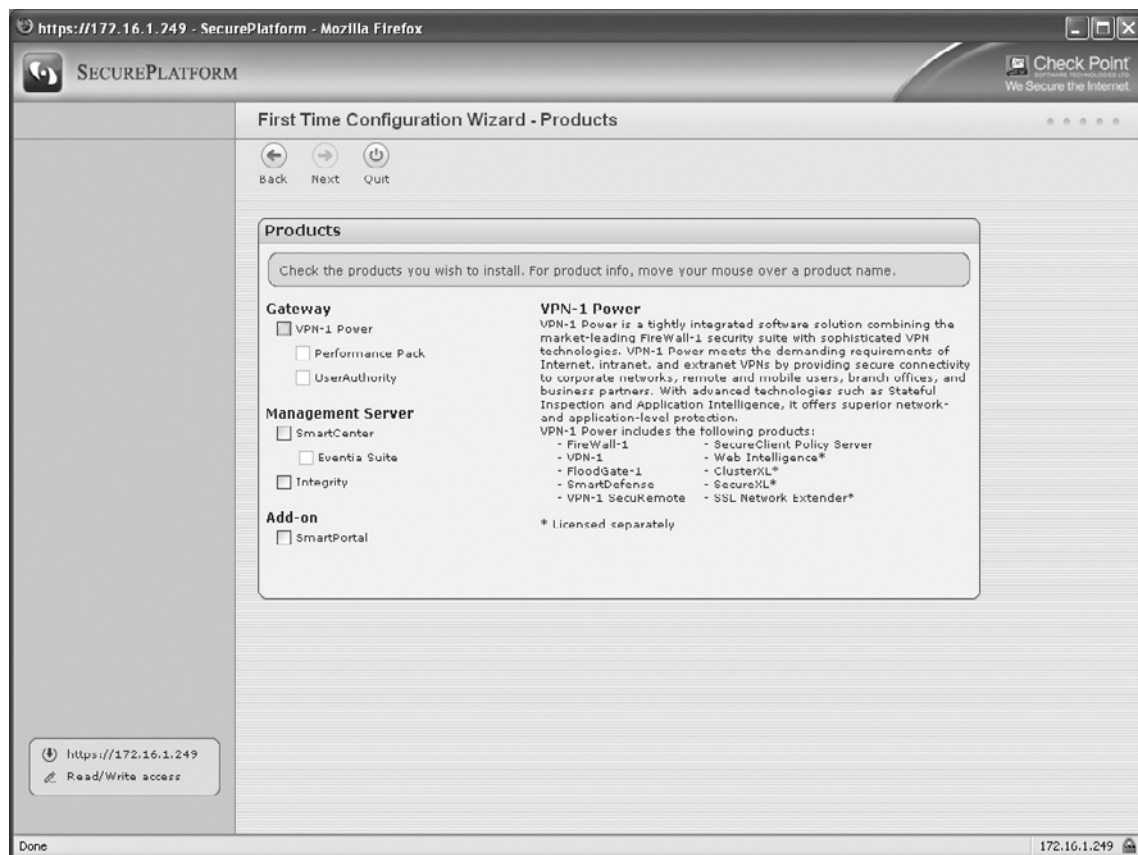 https://172.16.1.249 - SecurePlatform - Mozilla Firefox
SECUREPLATFORM
Check Point
SOFTWARE TECHNOLOGIES LTD.
We Secure the Internet.
First Time Configuration Wizard - Products
Back Next Quit
Products
Check the products you wish to install. For product info, move your mouse over a product name.
Gateway
VPN-1 Power
Performance Pack
UserAuthority
Management Server
SmartCenter
Eventia Suite
Integrity
Add-on
SmartPortal
VPN-1 Power
VPN-1 Power is a tightly integrated software solution combining the
market-leading FireWall-1 security suite with sophisticated VPN
technologies. VPN-1 Power meets the demanding requirements of
Internet, intranet, and extranet VPNs by providing secure connectivity
to corporate networks, remote and mobile users, branch offices, and
business partners. With advanced technologies such as Stateful
Inspection and Application Intelligence, it offers superior network-
and application-level protection.
VPN-1 Power includes the following products:
- FireWall-1 - SecureClient Policy Server
- VPN-1 - Web Intelligence*
- FloodGate-1 - ClusterXL*
- SmartDefense - SecureXL*
- VPN-1 SecuRemote - SSL Network Extender*
* Licensed separately
https://172.16.1.249
Read/Write access
Done 172.16.1.249